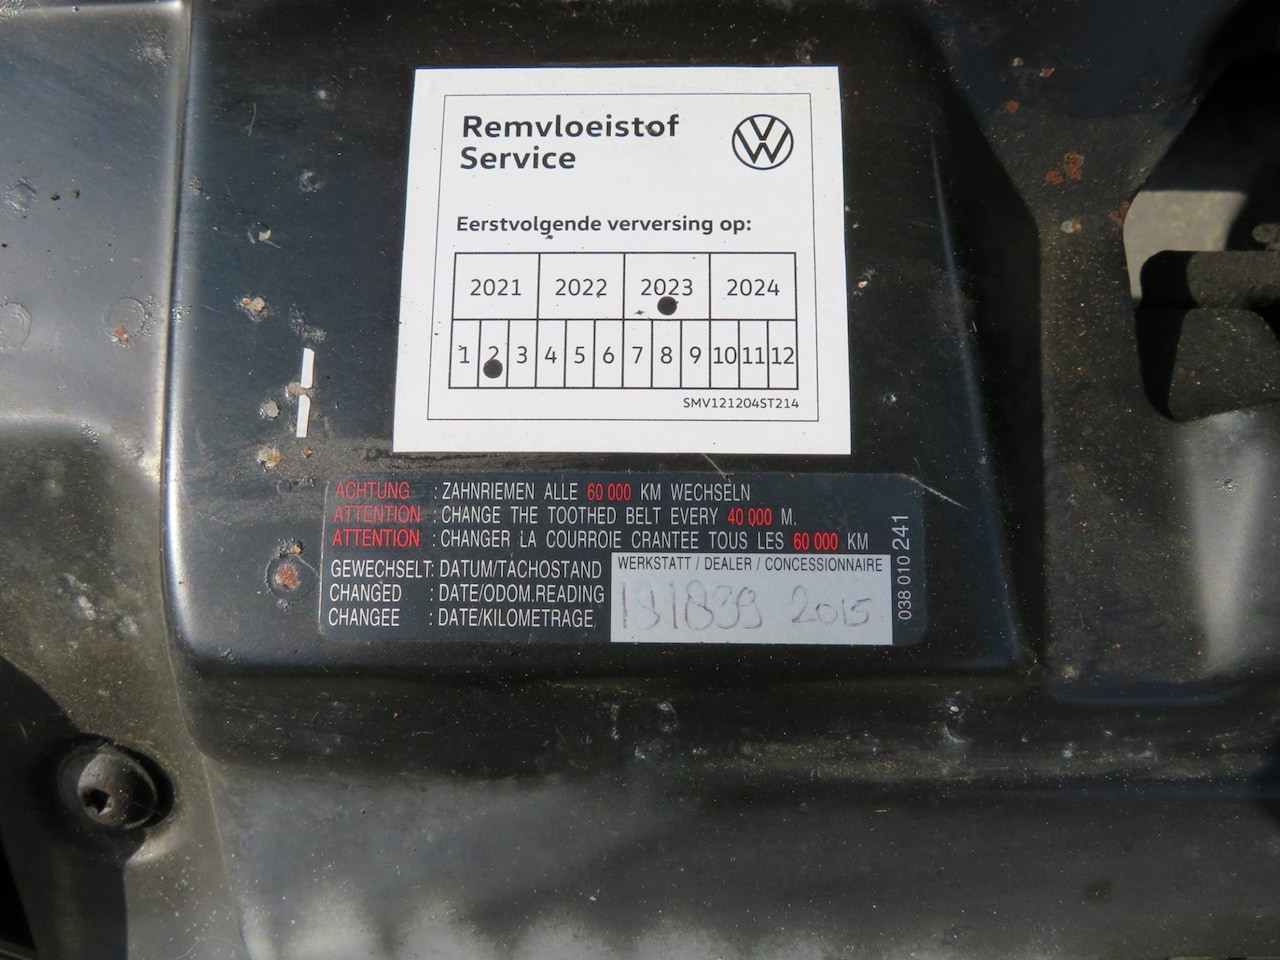 Remvloeistof
Service
Eerstvolgende verversing op:
2021 2022 2023 2024
1 2 3 4 5 6 7 8 9 10 11 12
SMV121204ST214
ACHTUNG : ZAHNRIEMEN ALLE 60 000 KM WECHSELN
ATTENTION : CHANGE THE TOOTHED BELT EVERY 40 000 M.
ATTENTION : CHANGER LA COURROIE CRANTEE TOUS LES 60 000 KM
GEWECHSELT: DATUM/TACHOSTAND
CHANGED : DATE/ODOM.READING
CHANGEE : DATE/KILOMETRAGE
WERKSTATT / DEALER / CONCESSIONNAIRE
191839 2015
038 010 241